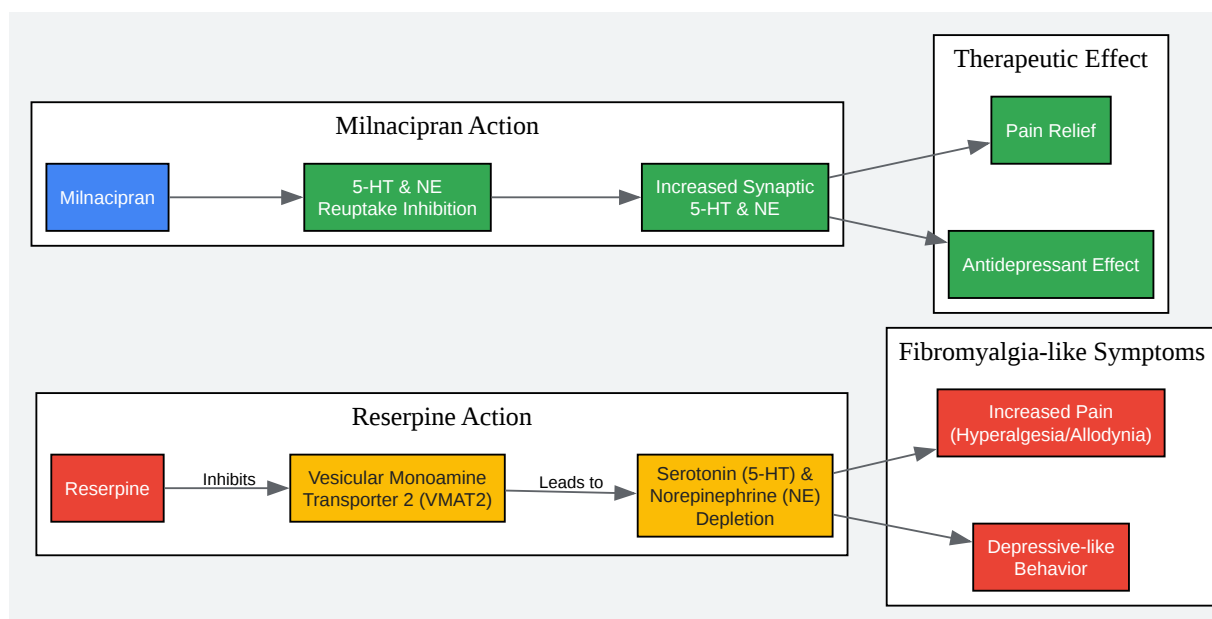 Therapeutic Effect
Pain Relief
Antidepressant Effect
Milnacipran Action
Milnacipran
5-HT & NE
Reuptake Inhibition
Increased Synaptic
5-HT & NE
Fibromyalgia-like Symptoms
Increased Pain
(Hyperalgesia/Allodynia)
Depressive-like
Behavior
Reserpine Action
Reserpine
Inhibits
Vesicular Monoamine
Transporter 2 (VMAT2)
Leads to
Serotonin (5-HT) &
Norepinephrine (NE)
Depletion